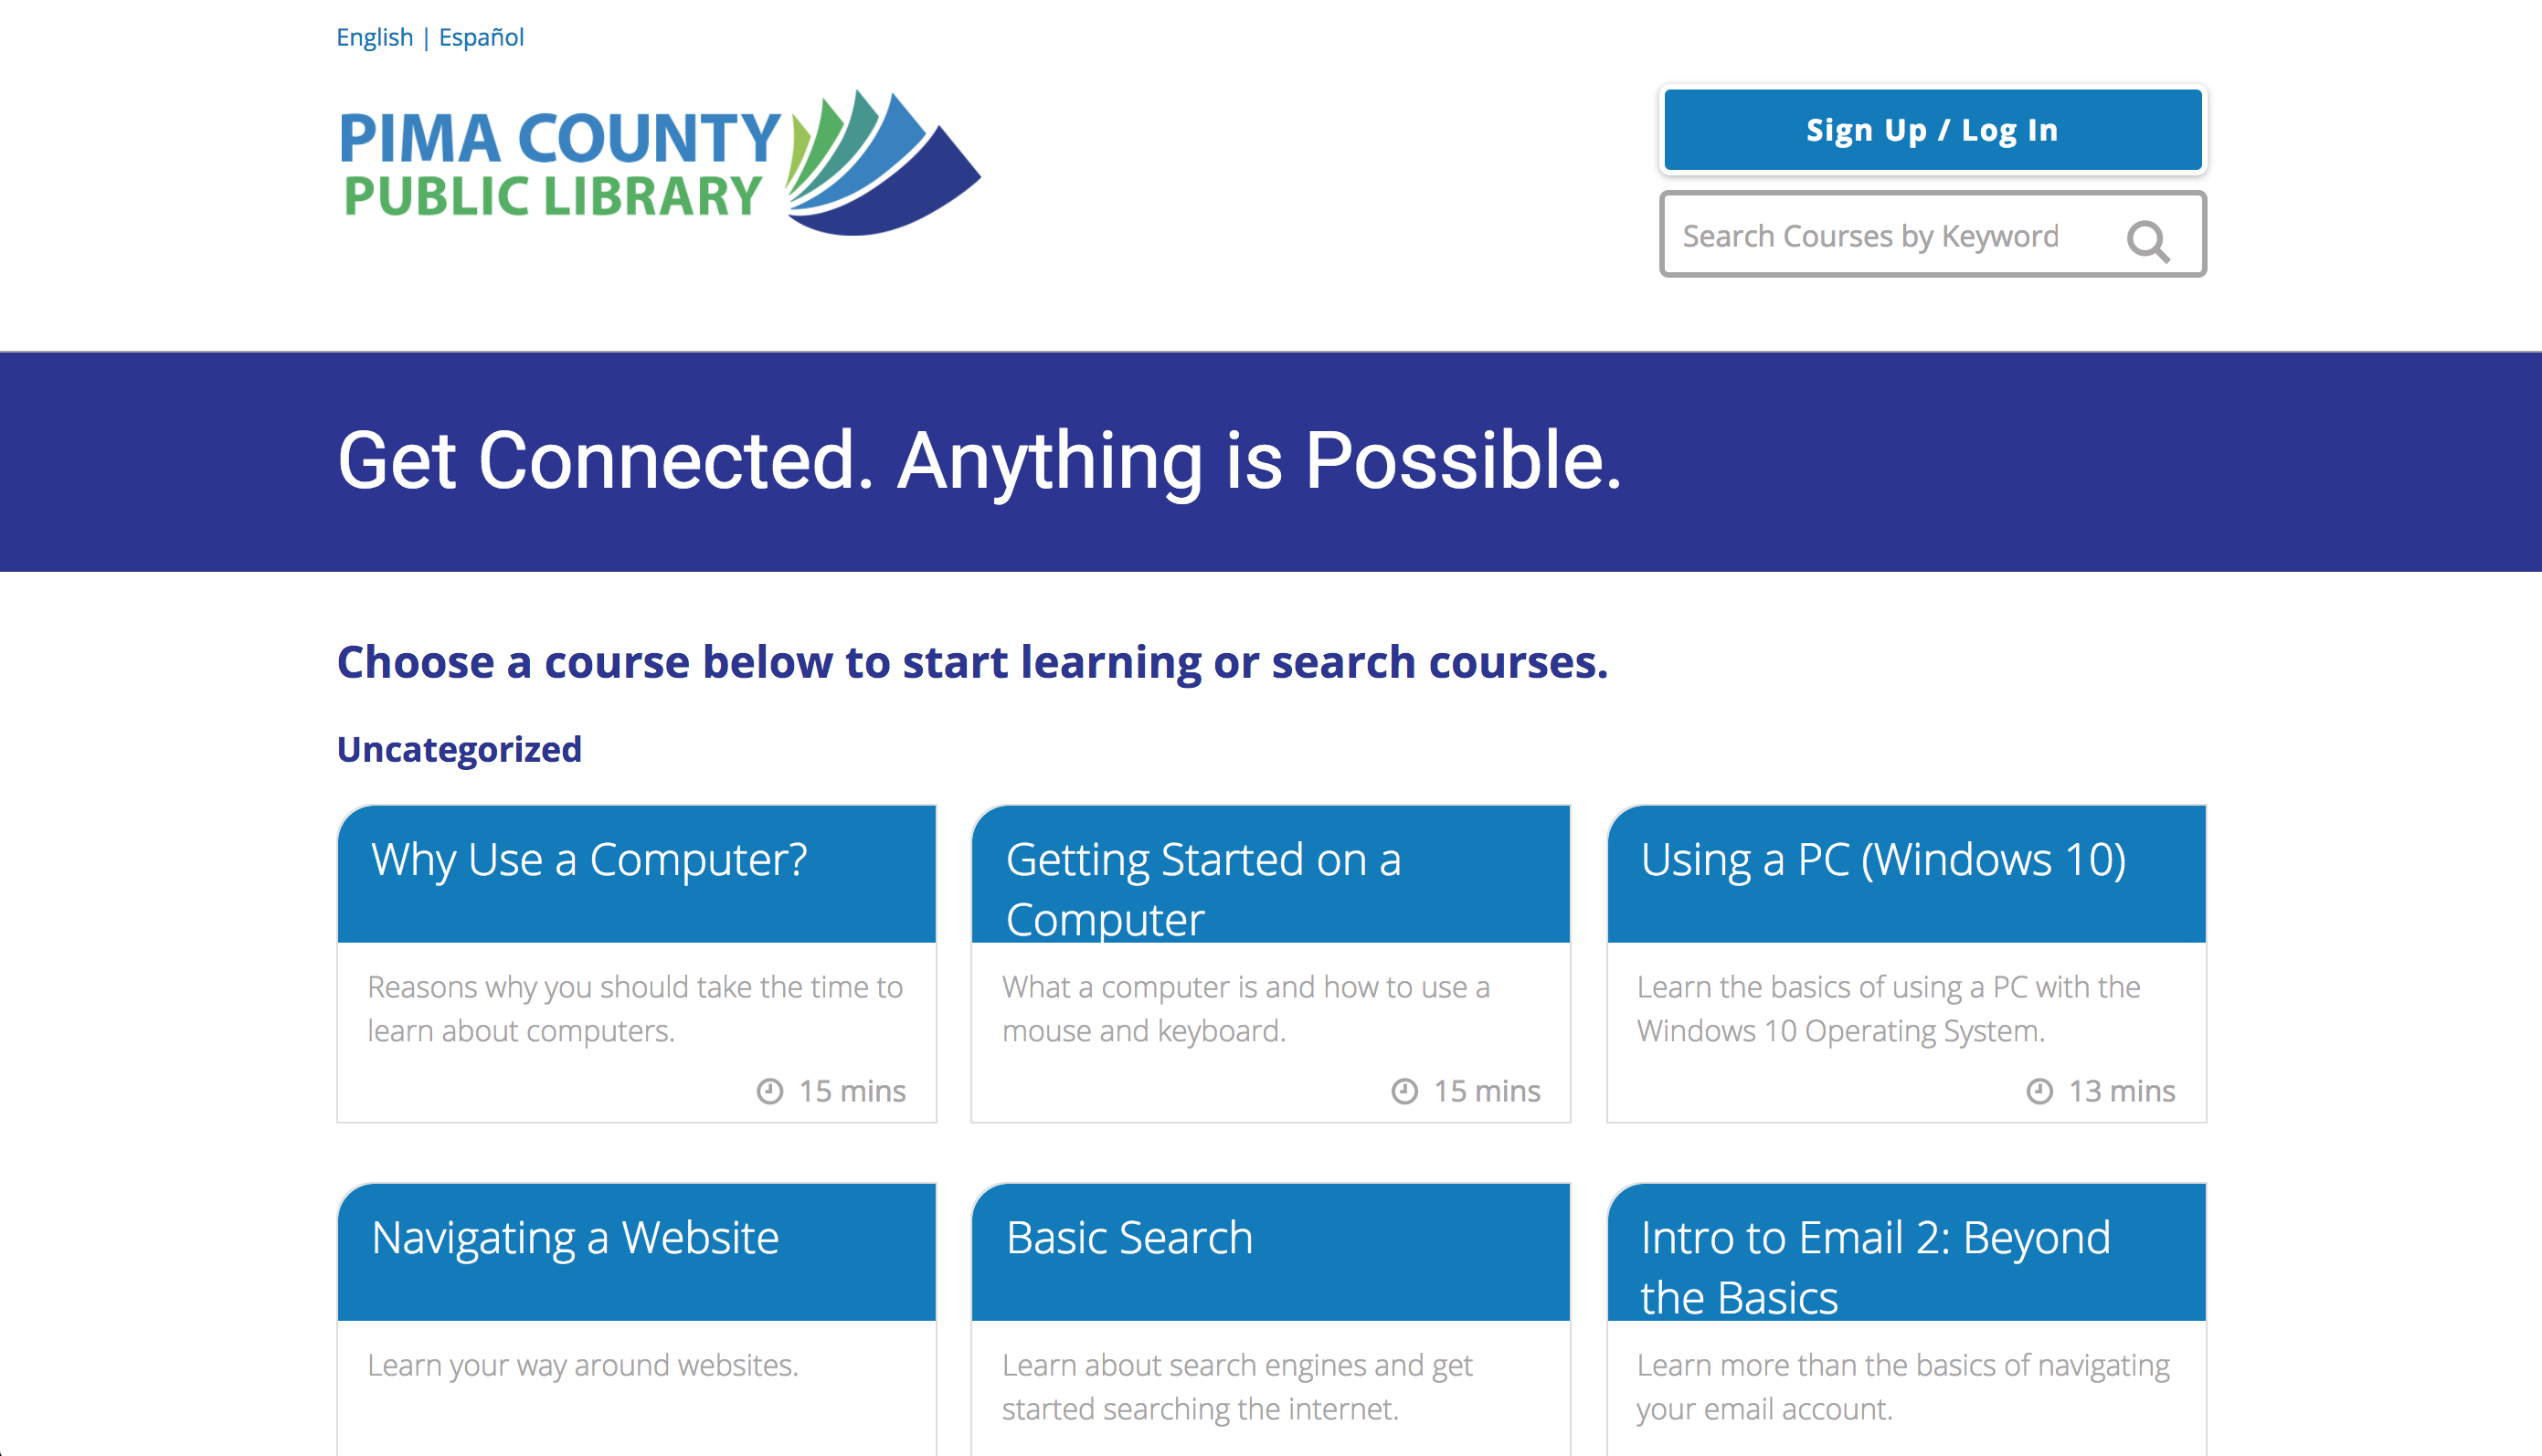 English | Español
PIMA COUNTY
PUBLIC LIBRARY
Sign Up / Log In
Search Courses by Keyword
Get Connected. Anything is Possible.
Choose a course below to start learning or search courses.
Uncategorized
Why Use a Computer?
Reasons why you should take the time to
learn about computers.
15 mins
Getting Started on a
Computer
What a computer is and how to use a
mouse and keyboard.
15 mins
Using a PC (Windows 10)
Learn the basics of using a PC with the
Windows 10 Operating System.
13 mins
Navigating a Website
Learn your way around websites.
Basic Search
Learn about search engines and get
started searching the internet.
Intro to Email 2: Beyond
the Basics
Learn more than the basics of navigating
your email account.